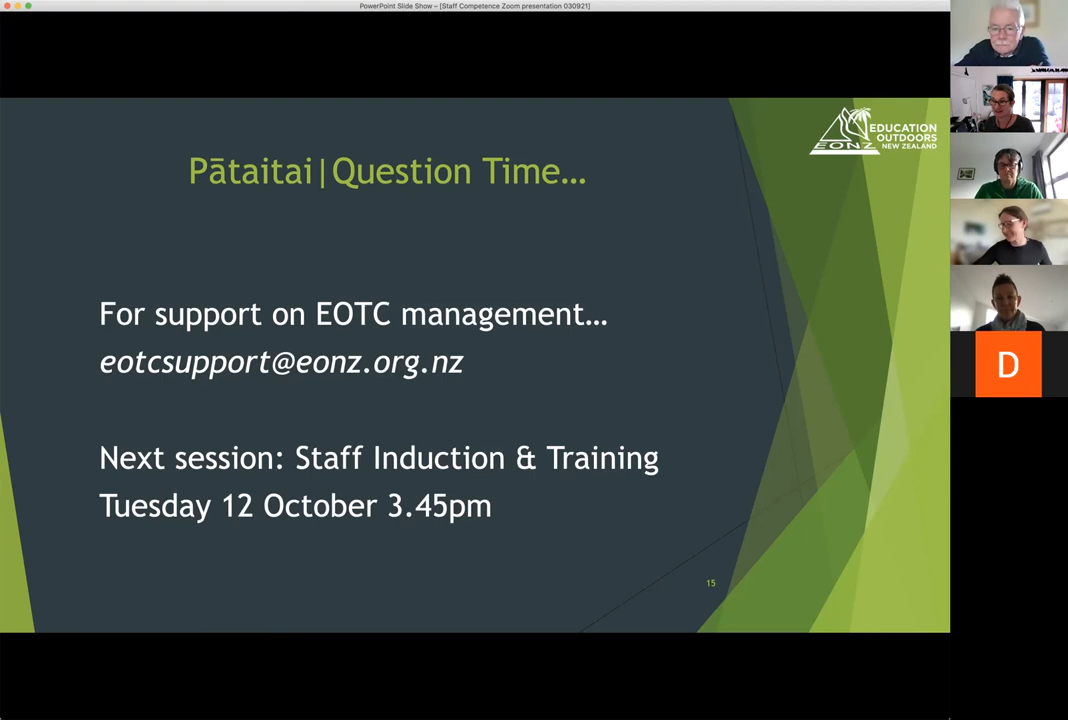 PowerPoint Slide Show – [Staff Competence Zoom presentation 030921]
EDUCATION
OUTDOORS
NEW ZEALAND
EONZ
Pātaitai|Question Time…
For support on EOTC management…
eotcsupport@eonz.org.nz
Next session: Staff Induction & Training
Tuesday 12 October 3.45pm
15
D